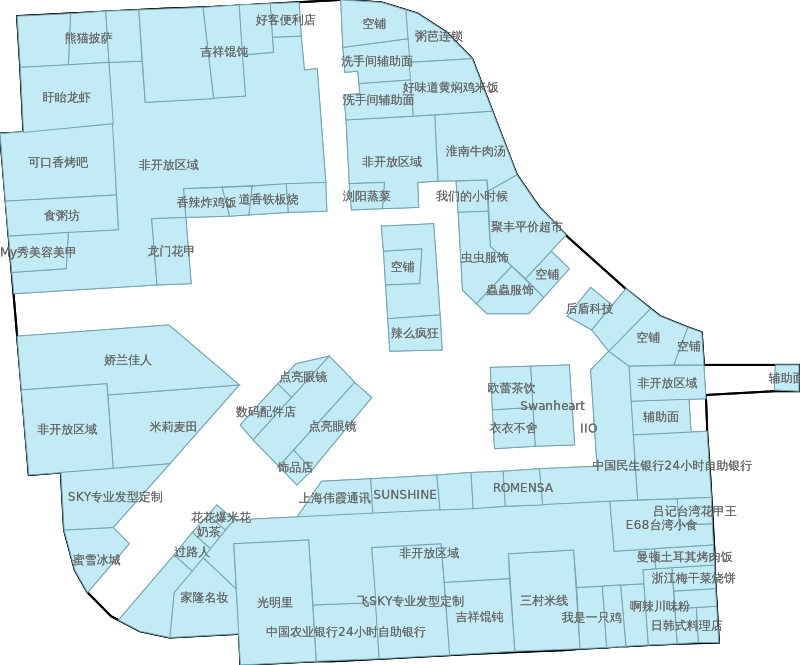 好客便利店
空铺
熊猫披萨
粥芭连锁
吉祥馄饨
洗手间辅助面
好味道黄焖鸡米饭
盱眙龙虾
洗手间辅助面
淮南牛肉汤
可口香烤吧
非开放区域
非开放区域
香辣炸鸡饭
道香铁板烧
浏阳蒸菜
我们的小时候
食粥坊
聚丰平价超市
My秀美容美甲
龙门花甲
虫虫服饰
空铺
空铺
蟲蟲服饰
后盾科技
辣么疯狂
空铺
空铺
娇兰佳人
点亮眼镜
欧蕾茶饮
非开放区域
辅助面
Swanheart
数码配件店
辅助面
非开放区域
米莉麦田
点亮眼镜
衣衣不舍
IIO
饰品店
中国民生银行24小时自助银行
SKY专业发型定制
上海伟霞通讯
SUNSHINE
ROMENSA
花花爆米花
吕记台湾花甲王
奶茶
E68台湾小食
过路人
非开放区域
曼顿土耳其烤肉饭
蜜雪冰城
浙江梅干菜烧饼
家隆名妆
光明里
飞SKY专业发型定制
三村米线
啊辣川味粉
吉祥馄饨
我是一只鸡
中国农业银行24小时自助银行
日韩式料理店